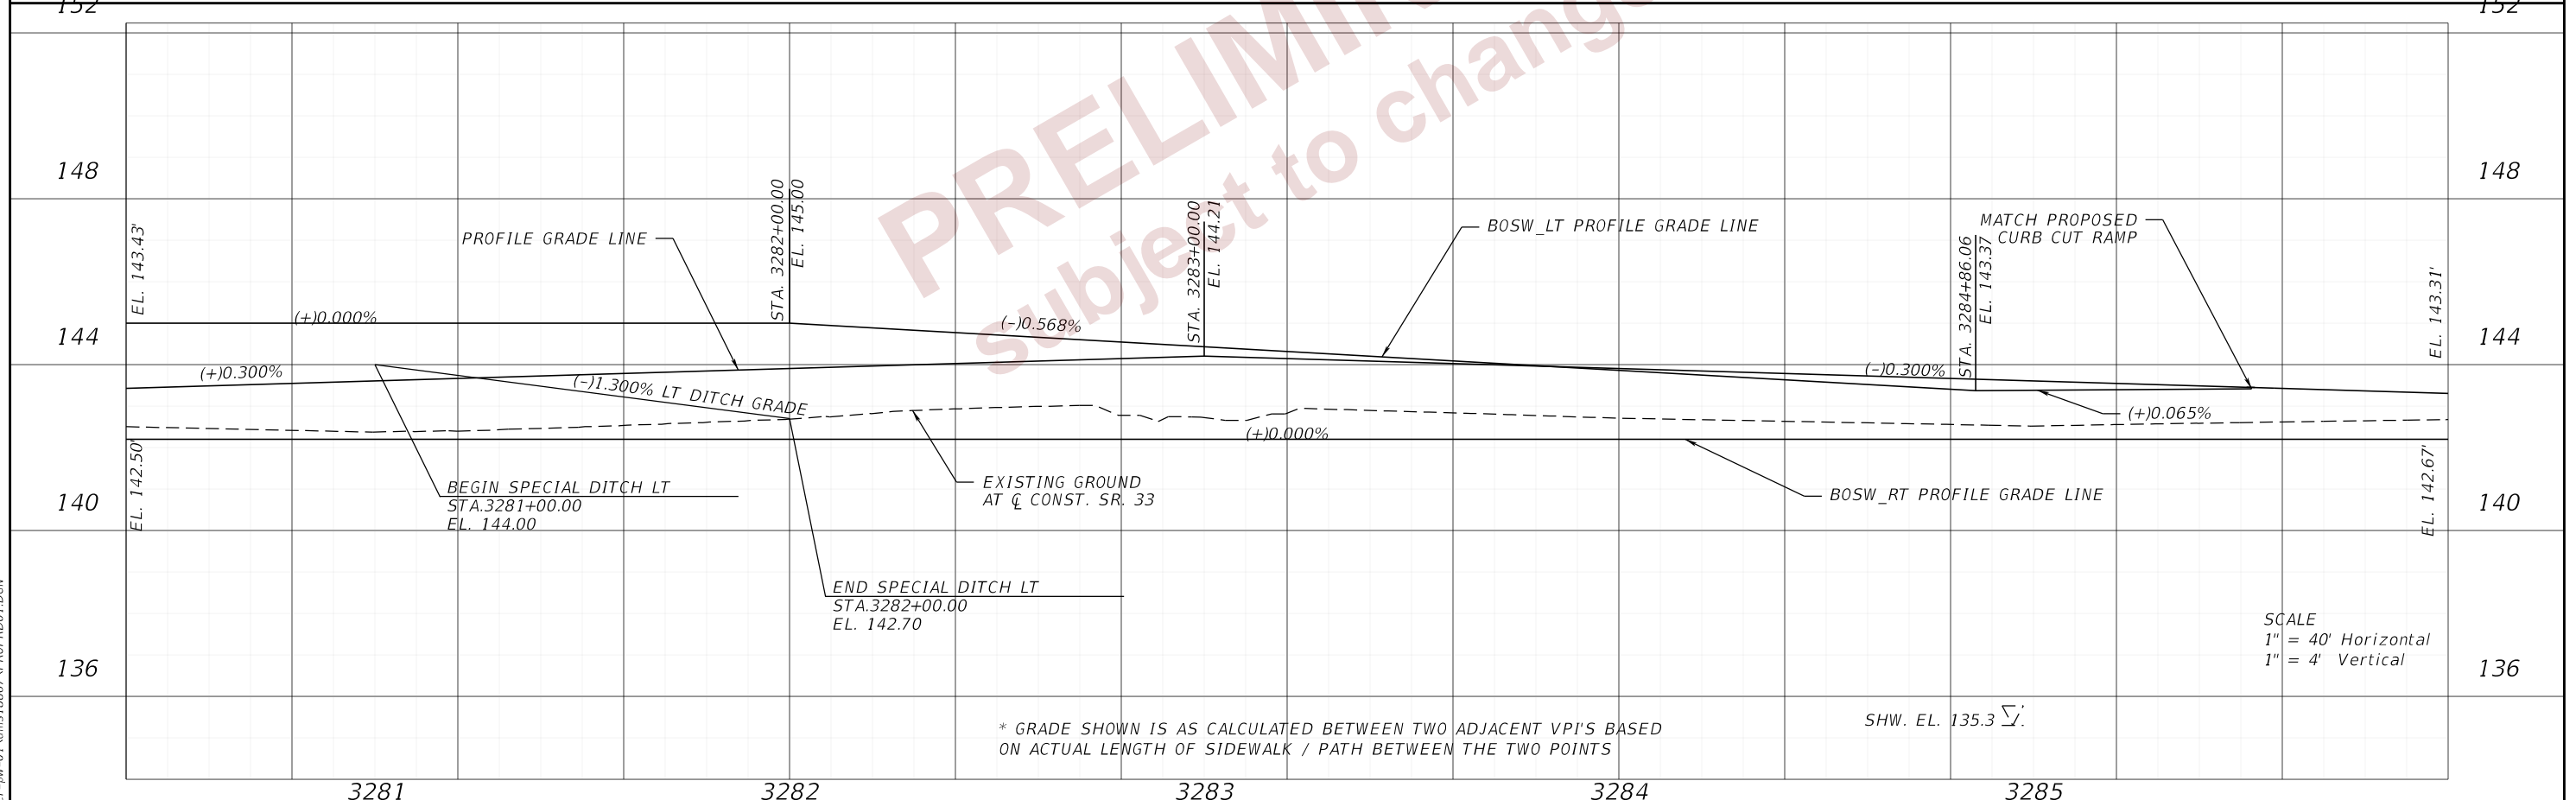 152
152
PRELIMIN
subject to change
148
148
STA. 3282+00.00
EL. 145.00
STA. 3283+00.00
EL. 144.21
EL. 143.43'
PROFILE GRADE LINE
BOSW_LT PROFILE GRADE LINE
MATCH PROPOSED
CURB CUT RAMP
STA. 3284+86.06
EL. 143.37
EL. 143.31'
(+)0.000%
(-)0.568%
144
144
(+)0.300%
(-)1.300% LT DITCH GRADE
(-)0.300%
(+)0.065%
(+)0.000%
EL. 142.50'
EL. 142.67'
BEGIN SPECIAL DITCH LT
STA.3281+00.00
EL. 144.00
EXISTING GROUND
AT ℄ CONST. SR. 33
BOSW_RT PROFILE GRADE LINE
140
140
END SPECIAL DITCH LT
STA.3282+00.00
EL. 142.70
SCALE
1" = 40' Horizontal
1" = 4' Vertical
136
136
* GRADE SHOWN IS AS CALCULATED BETWEEN TWO ADJACENT VPI'S BASED
ON ACTUAL LENGTH OF SIDEWALK / PATH BETWEEN THE TWO POINTS
SHW. EL. 135.3
3281
3282
3283
3284
3285